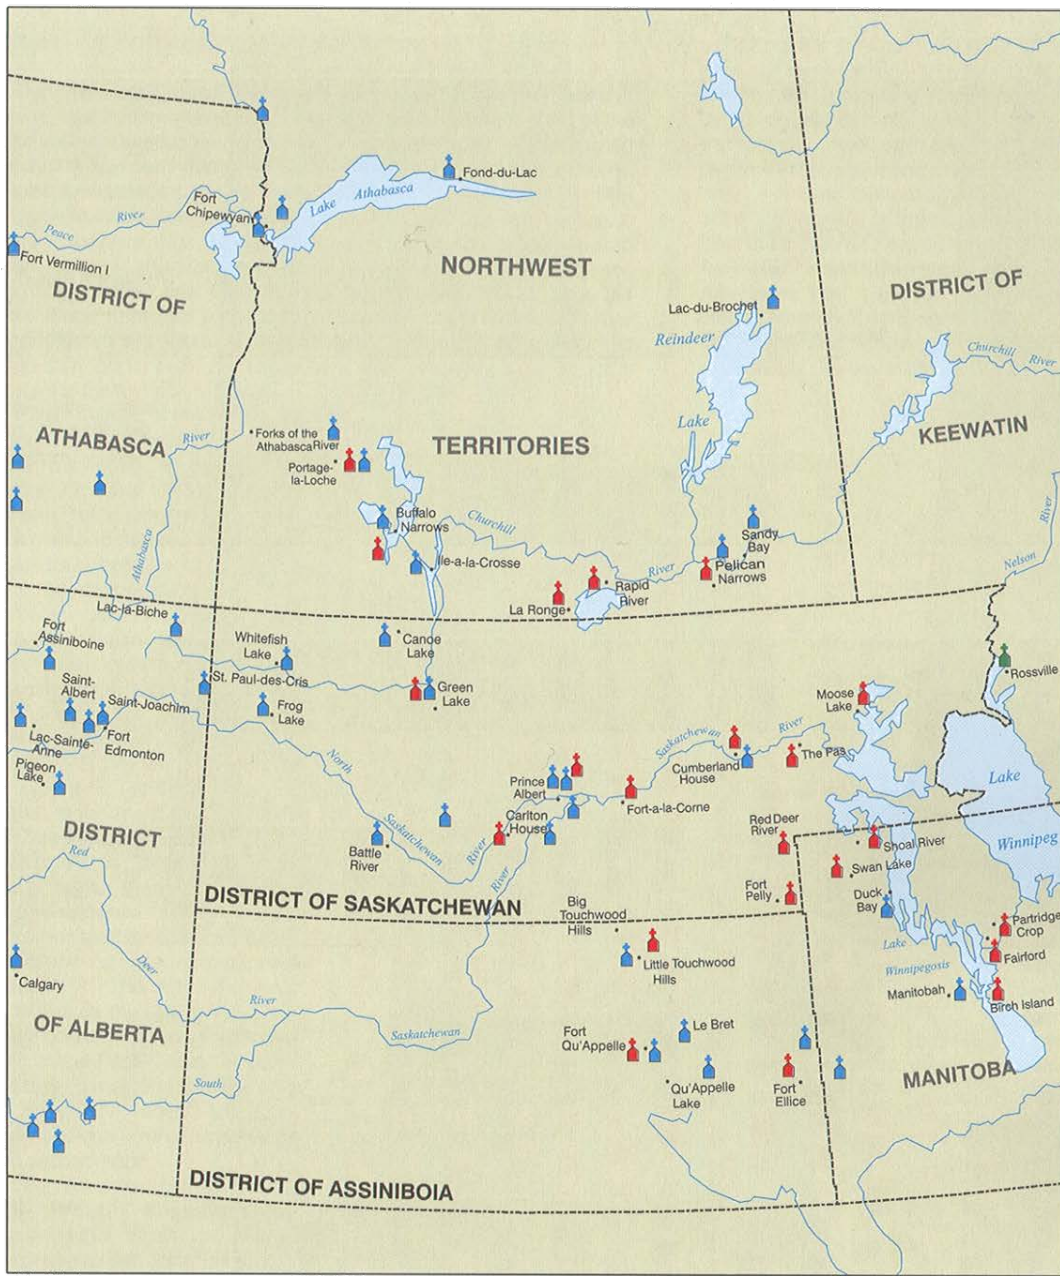 Fond-du-Lac
Lake Athabasca
Fort
Chipewyan
Peace River
Fort Vermillion I
NORTHWEST
DISTRICT OF
DISTRICT OF
Lac-du-Brochet
Reindeer
Lake
Churchill River
KEEWATIN
ATHABASCA
River
Athabasca
Forks of the
Athabasca River
TERRITORIES
Portage-
la-Loche
Buffalo
Narrows
Churchill
River
Sandy
Bay
Ile-a-la-Crosse
Pelican
Narrows
Rapid
River
La Ronge
Nelson
River
Lac-la-Biche
Fort
Assiniboine
Whitefish
Lake
Canoe
Lake
Rossville
Saint-
Albert
Saint-Joachim
St. Paul-des-Cris
Frog
Lake
Green
Lake
Moose
Lake
Lac-Sainte-
Anne
Fort
Edmonton
Pigeon
Lake
North
Saskatchewan
River
Saskatchewan
River
Cumberland
House
The Pas
Lake
Winnipeg
Prince
Albert
Carlton
House
Fort-a-la-Corne
River
DISTRICT
Red
Battle
River
Red Deer
River
Shoal River
Swan Lake
DISTRICT OF SASKATCHEWAN
Fort
Pelly
Duck
Bay
Big
Touchwood
Hills
Partridge
Crop
Lake
Winnipegosis
Fairford
Little Touchwood
Hills
Manitobah
Birch Island
Calgary
Deer
River
OF ALBERTA
Saskatchewan
Fort
Qu'Appelle
Le Bret
Qu'Appelle
Lake
Fort
Ellice
MANITOBA
South
DISTRICT OF ASSINIBOIA